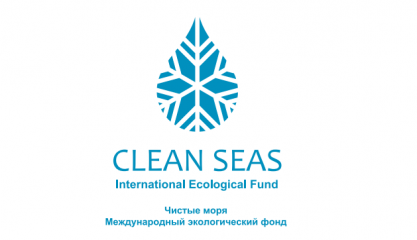 CLEAN SEAS
International Ecological Fund
Чистые моря
Международный экологический фонд